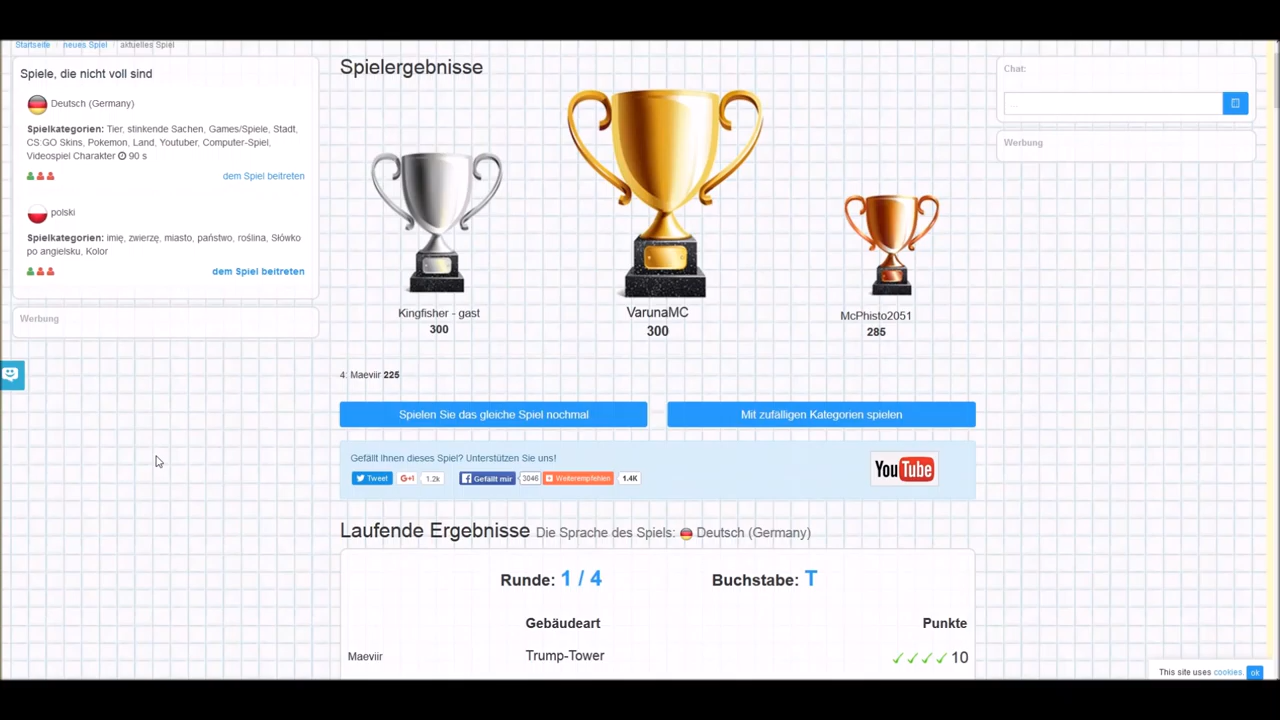 Startseite / neues Spiel / aktuelles Spiel
Spiele, die nicht voll sind
Deutsch (Germany)
Spielkategorien: Tier, stinkende Sachen, Games/Spiele, Stadt,
CS:GO Skins, Pokemon, Land, Youtuber, Computer-Spiel,
Videospiel Charakter 90 s
dem Spiel beitreten
polski
Spielkategorien: imię, zwierzę, miasto, państwo, roślina, Słówko
po angielsku, Kolor
dem Spiel beitreten
Werbung
Spielergebnisse
Kingfisher - gast
300
VarunaMC
300
McPhisto2051
285
4. Maeviir 225
Spielen Sie das gleiche Spiel nochmal
Mit zufälligen Kategorien spielen
Gefällt Ihnen dieses Spiel? Unterstützen Sie uns!
Tweet G+1 1.2k Gefällt mir 3046 Weiterempfehlen 1.4K
YouTube
Laufende Ergebnisse Die Sprache des Spiels: Deutsch (Germany)
Runde: 1 / 4 Buchstabe: T
Gebäudeart Punkte
Maeviir Trump-Tower 10
Chat:
...
Werbung
This site uses cookies. ok